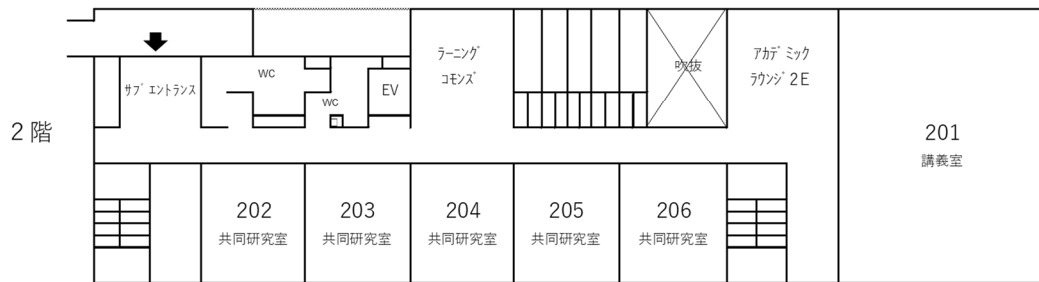 2階
サブエントランス
WC
WC
EV
ラーニング
コモンズ
吹抜
アカデミック
ラウンジ2E
201
講義室
202
共同研究室
203
共同研究室
204
共同研究室
205
共同研究室
206
共同研究室